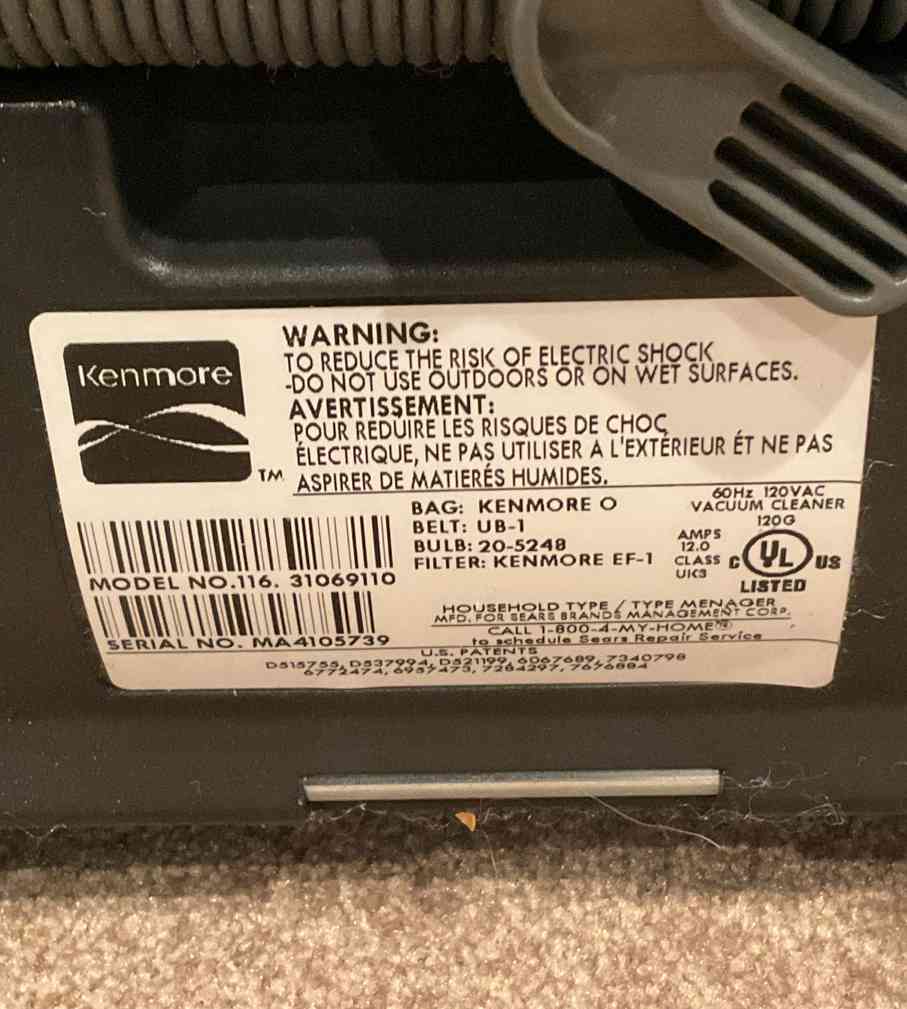 Kenmore
TM
WARNING:
TO REDUCE THE RISK OF ELECTRIC SHOCK
-DO NOT USE OUTDOORS OR ON WET SURFACES.
AVERTISSEMENT:
POUR REDUIRE LES RISQUES DE CHOC
ÉLECTRIQUE, NE PAS UTILISER A L'EXTÉRIEUR ÉT NE PAS
ASPIRER DE MATIERÉS HUMIDES.
MODEL NO.116. 31069110
SERIAL NO. MA4105739
BAG: KENMORE O
BELT: UB-1
BULB: 20-5248
FILTER: KENMORE EF-1
60Hz 120VAC
VACUUM CLEANER
120G
AMPS
12.0
CLASS
UK3
C UL US
LISTED
HOUSEHOLD TYPE / TYPE MENAGER
MFD. FOR SEARS BRANDS MANAGEMENT CORP.
CALL 1-800-4-MY-HOME®
to schedule Sears Repair Service
U.S. PATENTS
D515755, D537994, D521199, 6067689, 7340798
6772474, 6957473, 7284297, 7676884